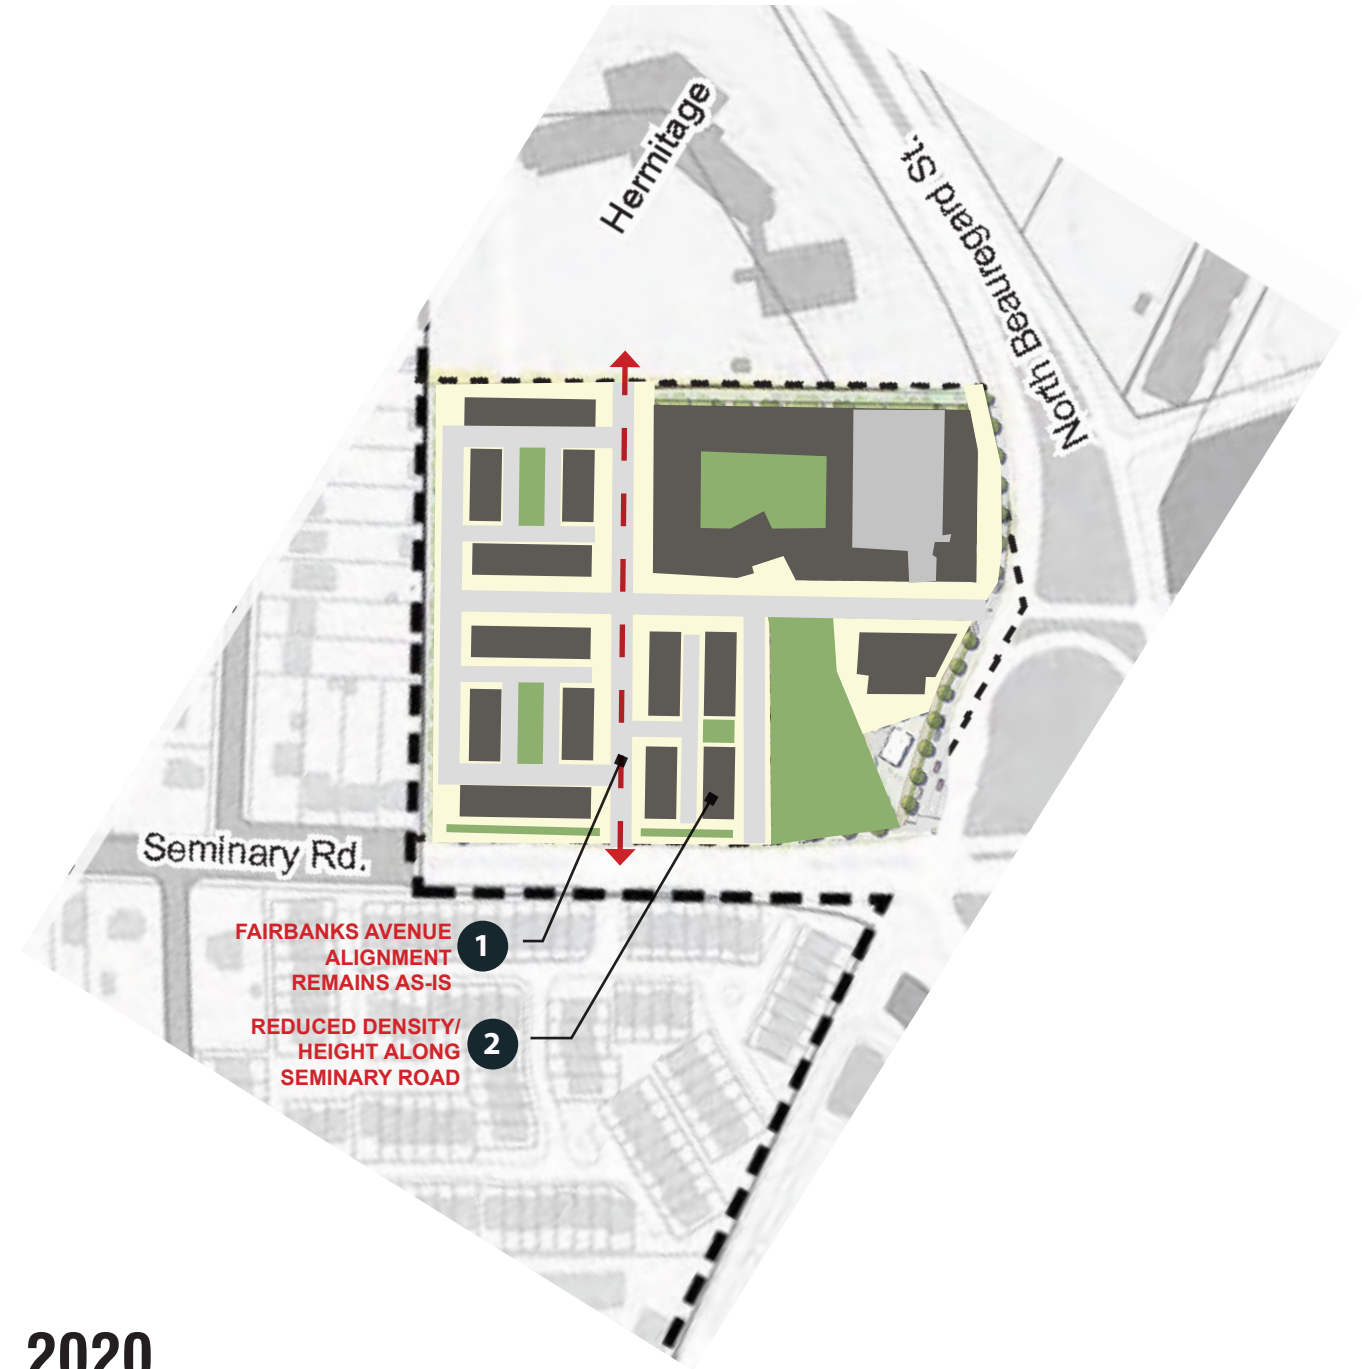 Hermitage
North Beauregard St.
Seminary Rd.
FAIRBANKS AVENUE
ALIGNMENT
REMAINS AS-IS
1
REDUCED DENSITY/
HEIGHT ALONG
SEMINARY ROAD
2
2020